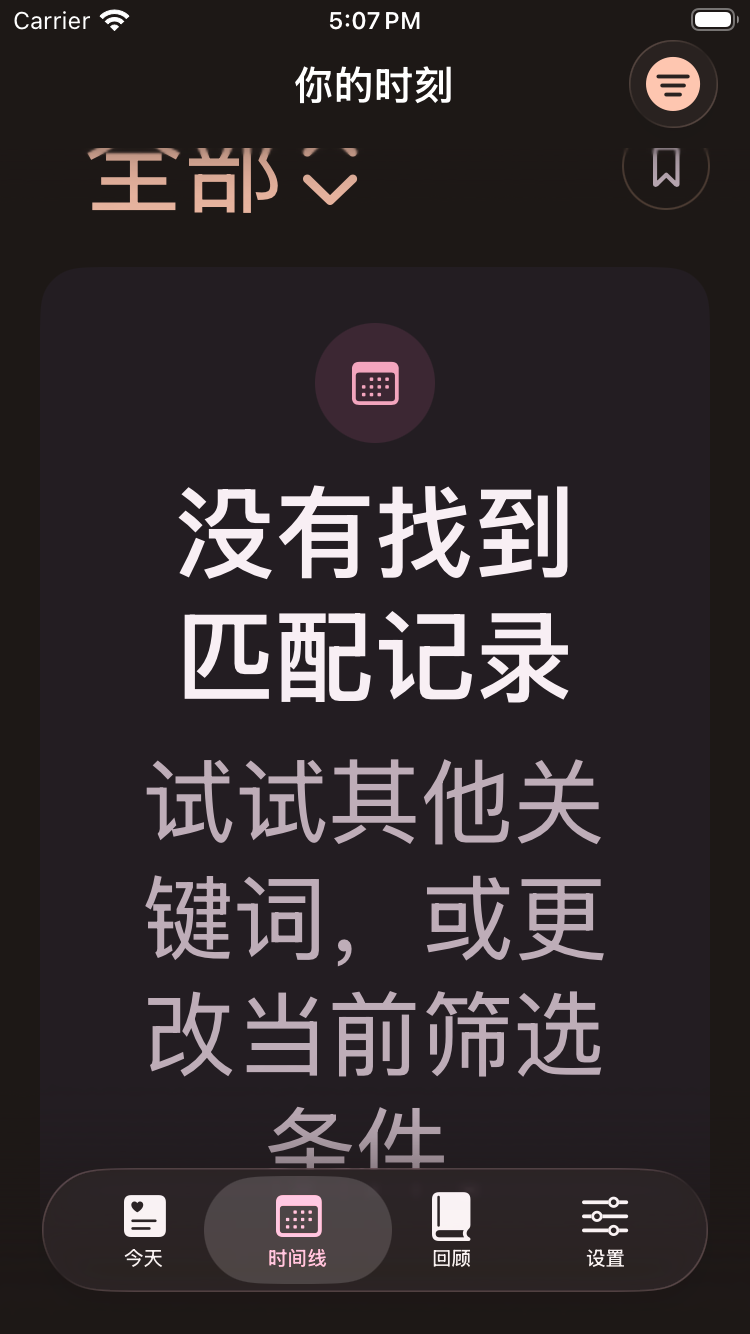 Carrier
5:07 PM
你的时刻
全部
没有找到
匹配记录
试试其他关
键词，或更
改当前筛选
条件
今天
时间线
回顾
设置